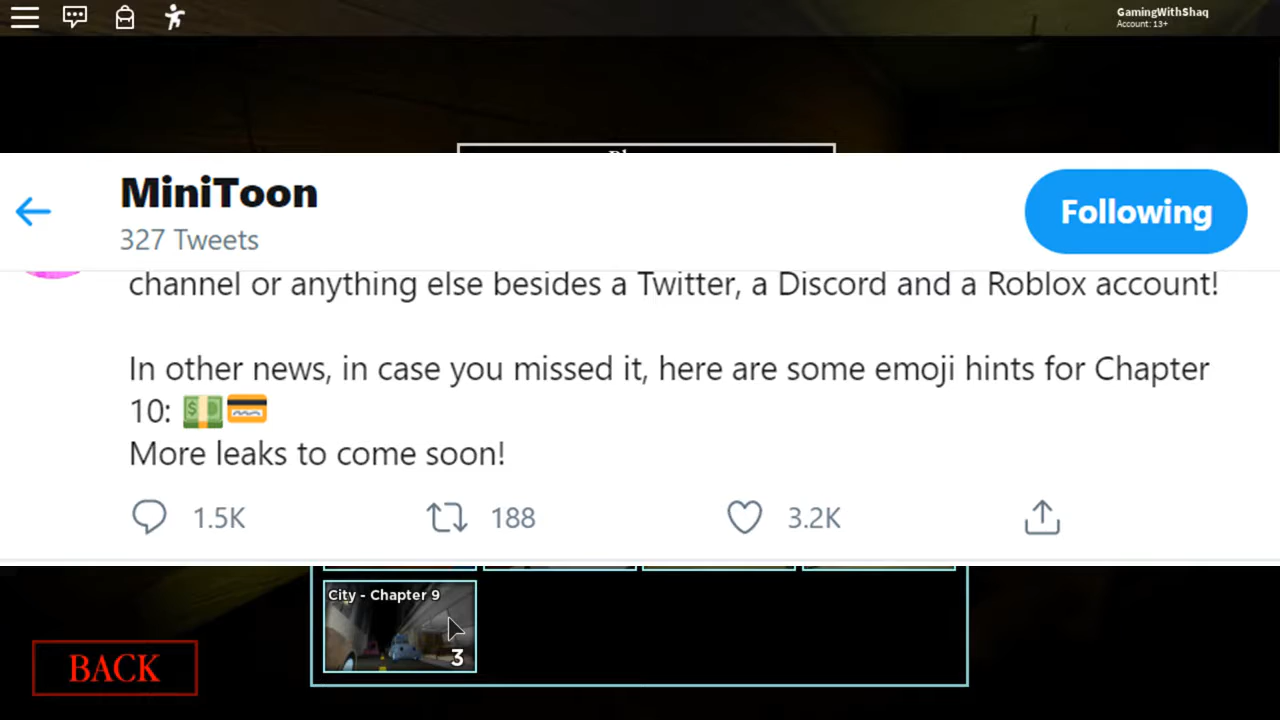 GamingWithShaq
Account: 13+
MiniToon
327 Tweets
Following
channel or anything else besides a Twitter, a Discord and a Roblox account!
In other news, in case you missed it, here are some emoji hints for Chapter
10: 💵💳
More leaks to come soon!
1.5K 188 3.2K
City - Chapter 9
3
BACK